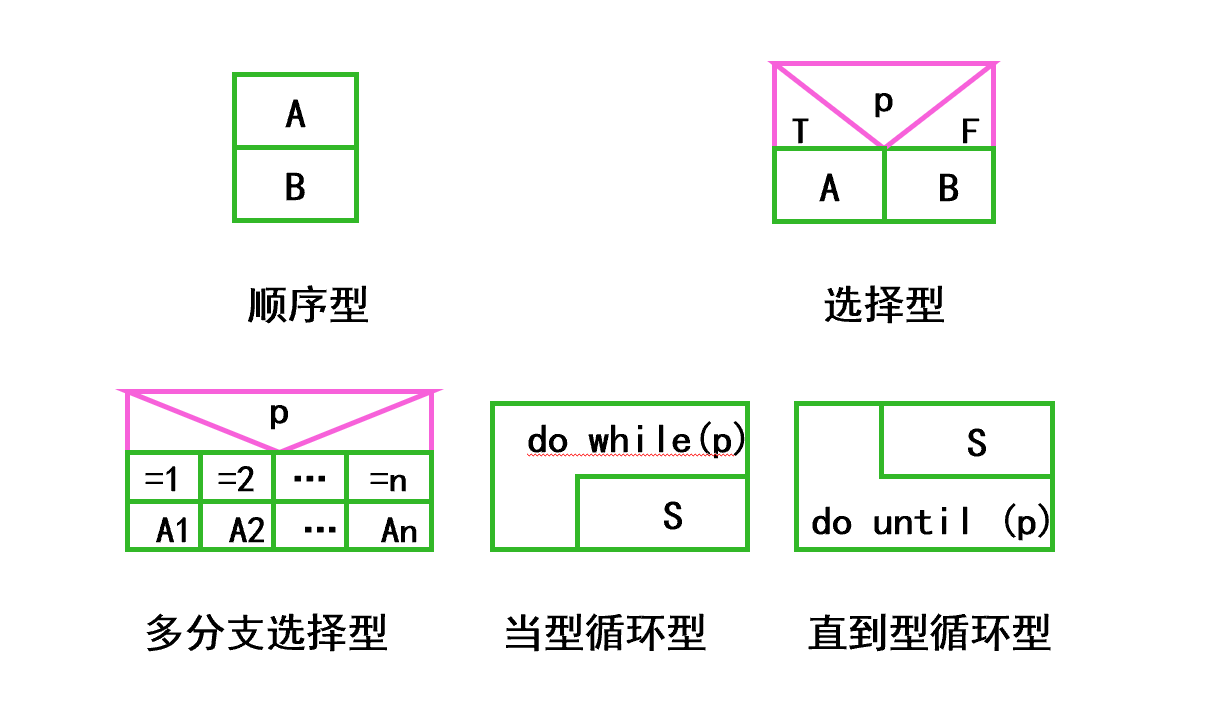 A
B
顺序型
p
T F
A B
选择型
p
=1 =2 … =n
A1 A2 … An
多分支选择型
do while(p)
S
当型循环型
S
do until (p)
直到型循环型